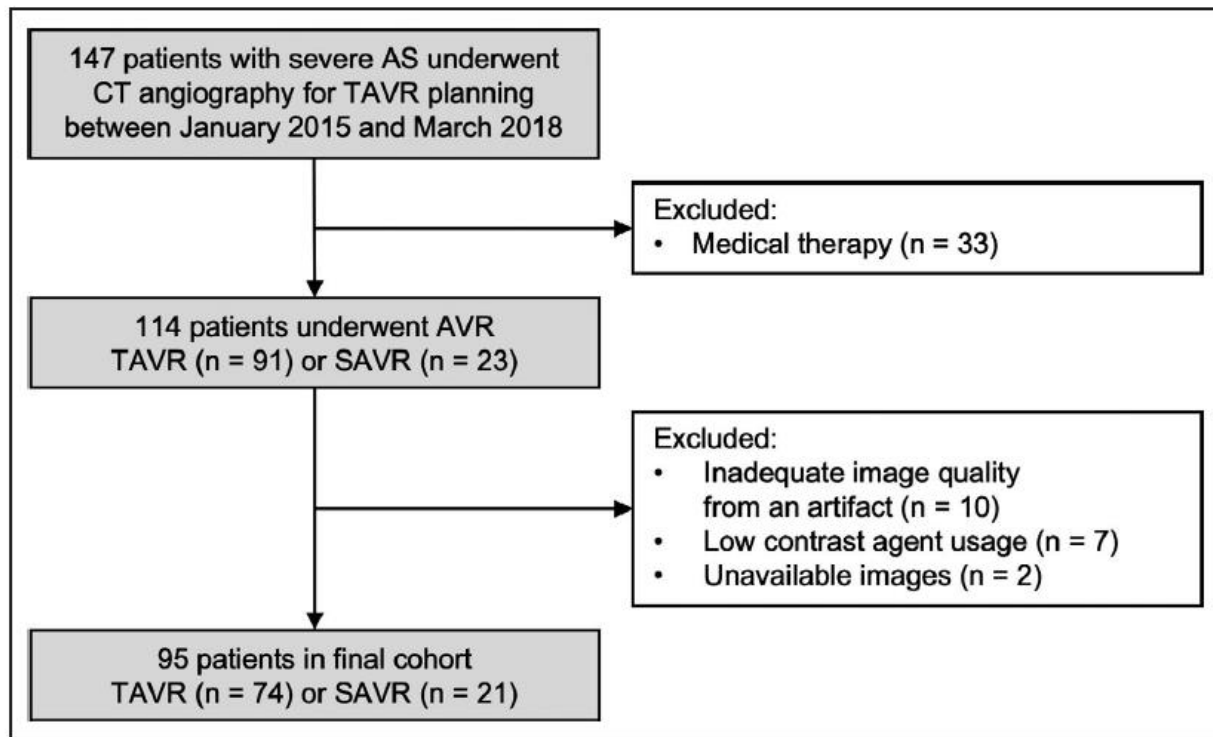 147 patients with severe AS underwent
CT angiography for TAVR planning
between January 2015 and March 2018
Excluded:
• Medical therapy (n = 33)
114 patients underwent AVR
TAVR (n = 91) or SAVR (n = 23)
Excluded:
• Inadequate image quality
from an artifact (n = 10)
• Low contrast agent usage (n = 7)
• Unavailable images (n = 2)
95 patients in final cohort
TAVR (n = 74) or SAVR (n = 21)